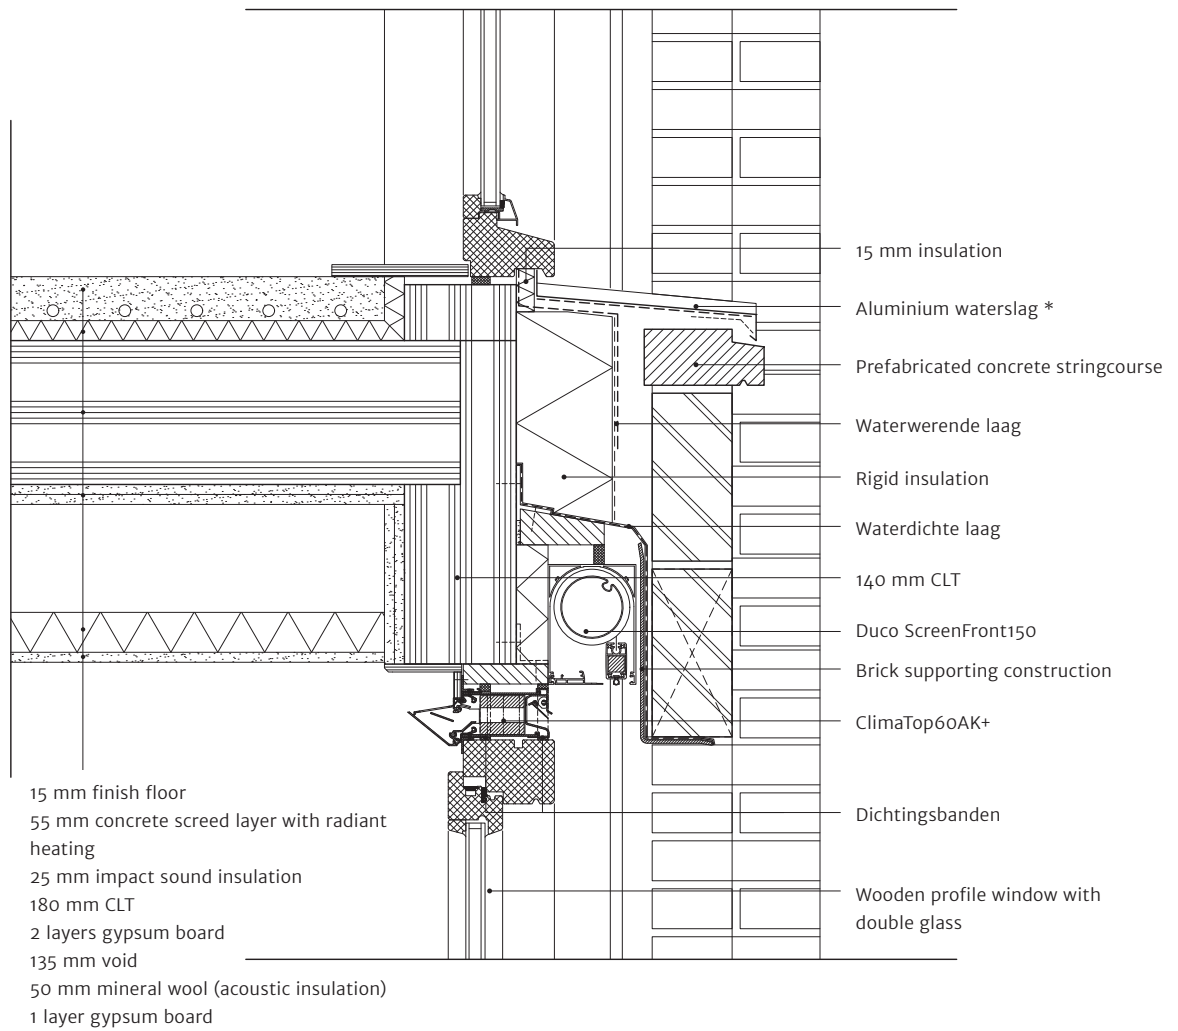 15 mm insulation
Aluminium waterslag *
Prefabricated concrete stringcourse
Waterwerende laag
Rigid insulation
Waterdichte laag
140 mm CLT
Duco ScreenFront150
Brick supporting construction
ClimaTop60AK+
Dichtingsbanden
Wooden profile window with
double glass
15 mm finish floor
55 mm concrete screed layer with radiant
heating
25 mm impact sound insulation
180 mm CLT
2 layers gypsum board
135 mm void
50 mm mineral wool (acoustic insulation)
1 layer gypsum board